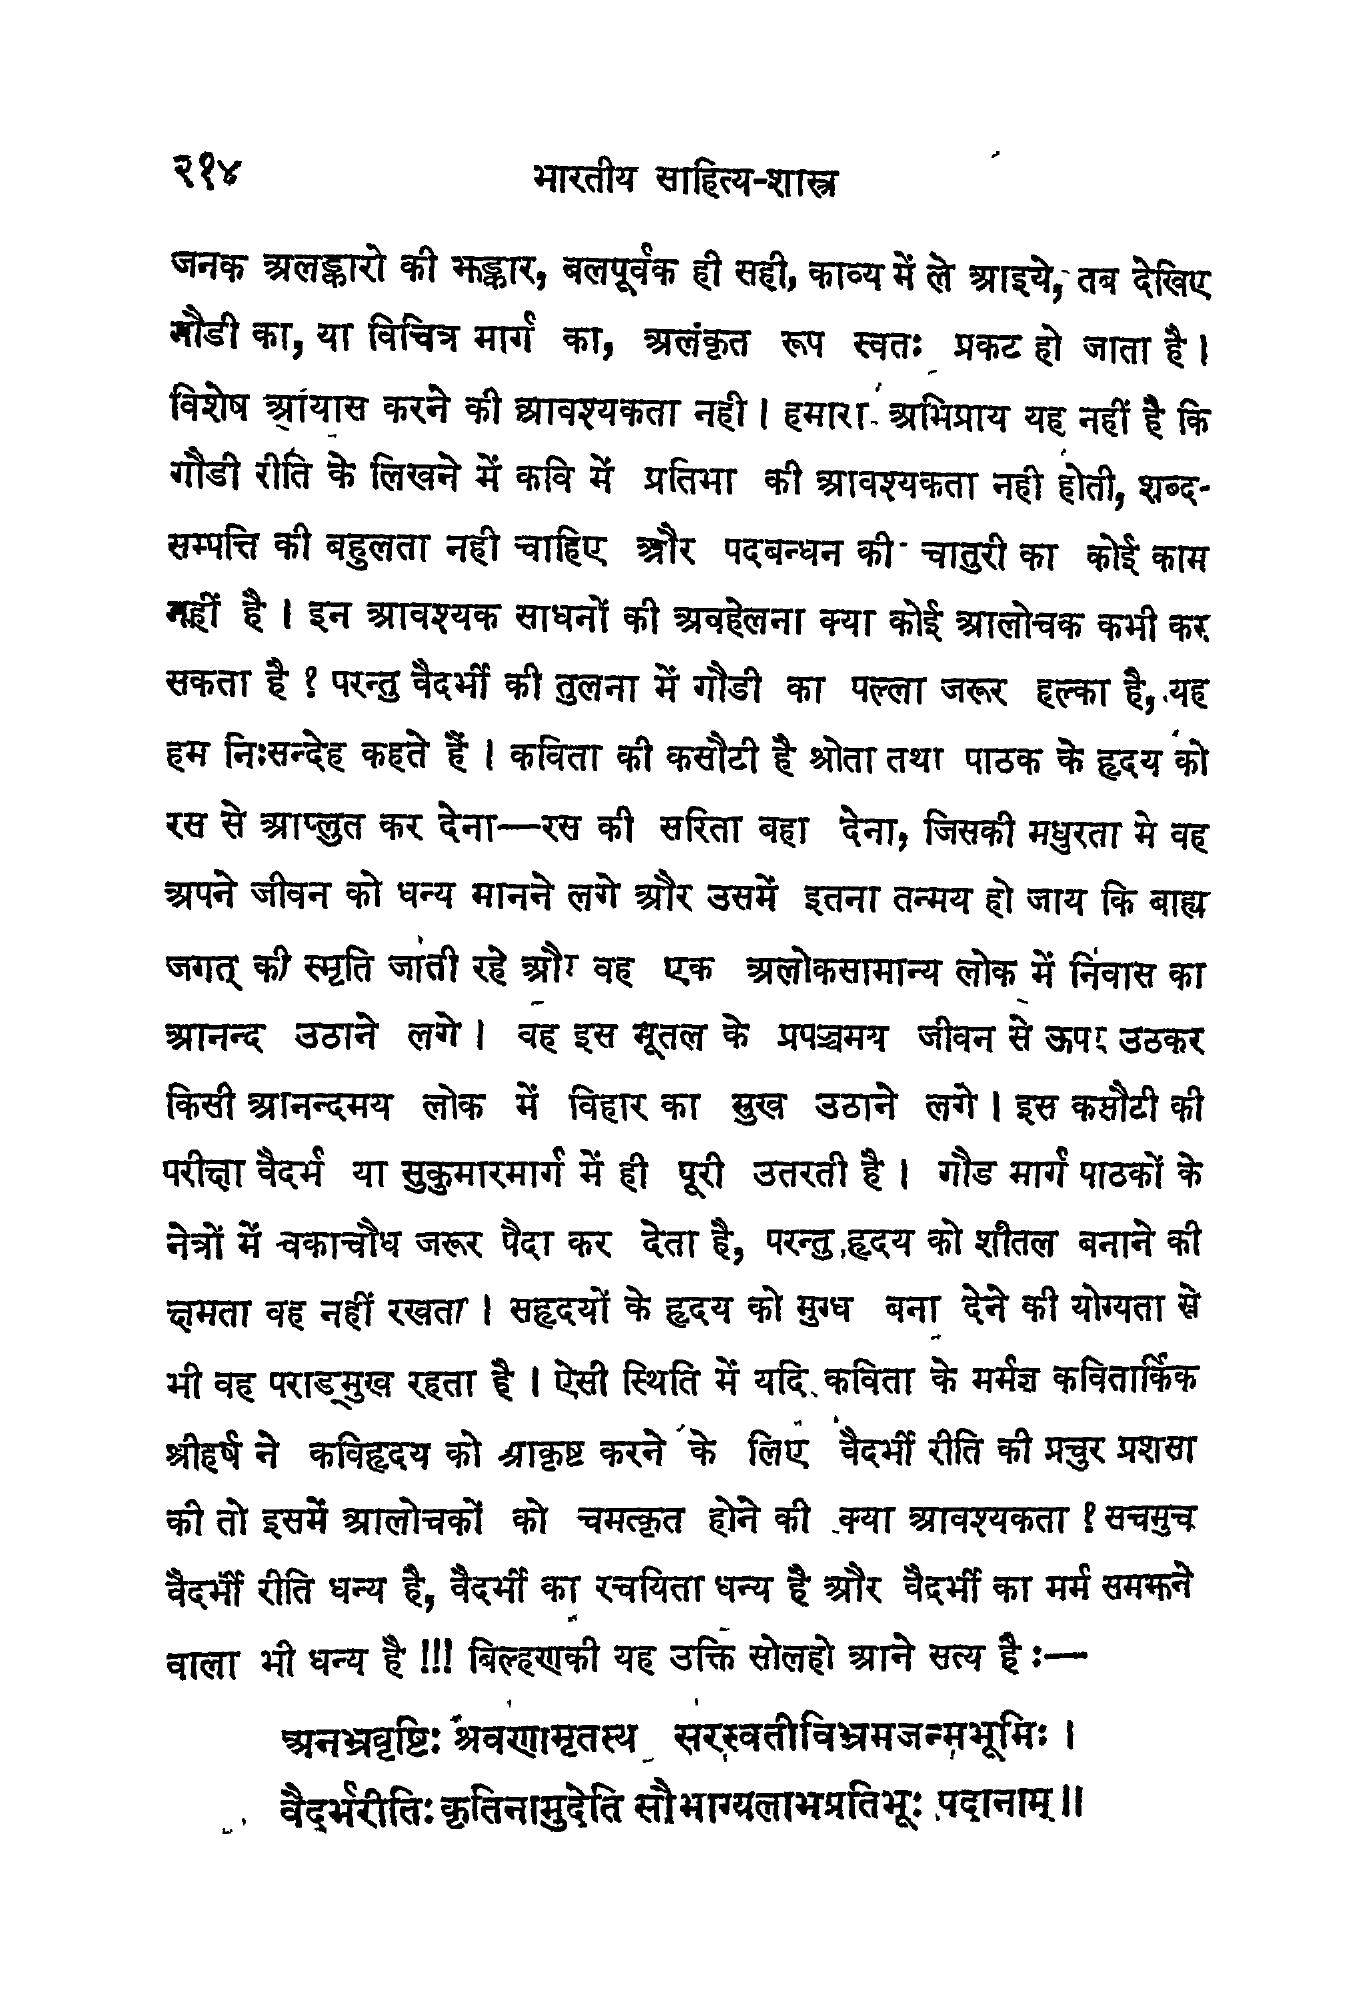 २१४ भारतीय साहित्य-शास्त्र
जनक अलङ्कारो की झङ्कार, बलपूर्वक ही सही, काव्य में ले आइये, तब देखिए
गौडी का, या विचित्र मार्ग का, अलंकृत रूप स्वतः प्रकट हो जाता है।
विशेष आयास करने की आवश्यकता नही। हमारा अभिप्राय यह नहीं है कि
गौडी रीति के लिखने में कवि में प्रतिभा की आवश्यकता नही होती, शब्द-
सम्पत्ति की बहुलता नही चाहिए और पदबन्धन की चातुरी का कोई काम
नहीं है। इन आवश्यक साधनों की अवहेलना क्या कोई आलोचक कभी कर
सकता है? परन्तु वैदर्भी की तुलना में गौडी का पल्ला जरूर हल्का है, यह
हम निःसन्देह कहते हैं। कविता की कसौटी है श्रोता तथा पाठक के हृदय को
रस से आप्लुत कर देना—रस की सरिता बहा देना, जिसकी मधुरता मे वह
अपने जीवन को धन्य मानने लगे और उसमें इतना तन्मय हो जाय कि बाह्य
जगत् की स्मृति जाती रहे और वह एक अलोकसामान्य लोक में निवास का
आनन्द उठाने लगे। वह इस भूतल के प्रपञ्चमय जीवन से ऊपर उठकर
किसी आनन्दमय लोक में विहार का सुख उठाने लगे। इस कसौटी की
परीक्षा वैदर्भ या सुकुमारमार्ग में ही पूरी उतरती है। गौड मार्ग पाठकों के
नेत्रों में चकाचौध जरूर पैदा कर देता है, परन्तु हृदय को शीतल बनाने की
क्षमता वह नहीं रखता। सहृदयों के हृदय को मुग्ध बना देने की योग्यता से
भी वह पराङ्मुख रहता है। ऐसी स्थिति में यदि कविता के मर्मज्ञ कवितार्किक
श्रीहर्ष ने कविहृदय को आकृष्ट करने के लिए वैदर्भी रीति की प्रचुर प्रशसा
की तो इसमें आलोचकों को चमत्कृत होने की क्या आवश्यकता? सचमुच
वैदर्भी रीति धन्य है, वैदर्भी का रचयिता धन्य है और वैदर्भी का मर्म समझने
वाला भी धन्य है!!! बिल्हणकी यह उक्ति सोलहो आने सत्य है:—
अनभ्रवृष्टिः श्रवणामृतस्य सरस्वतीविभ्रमजन्मभूमिः।
वैदर्भरीतिः कृतिनामुदेति सौभाग्यलाभप्रतिभूः पदानाम्॥